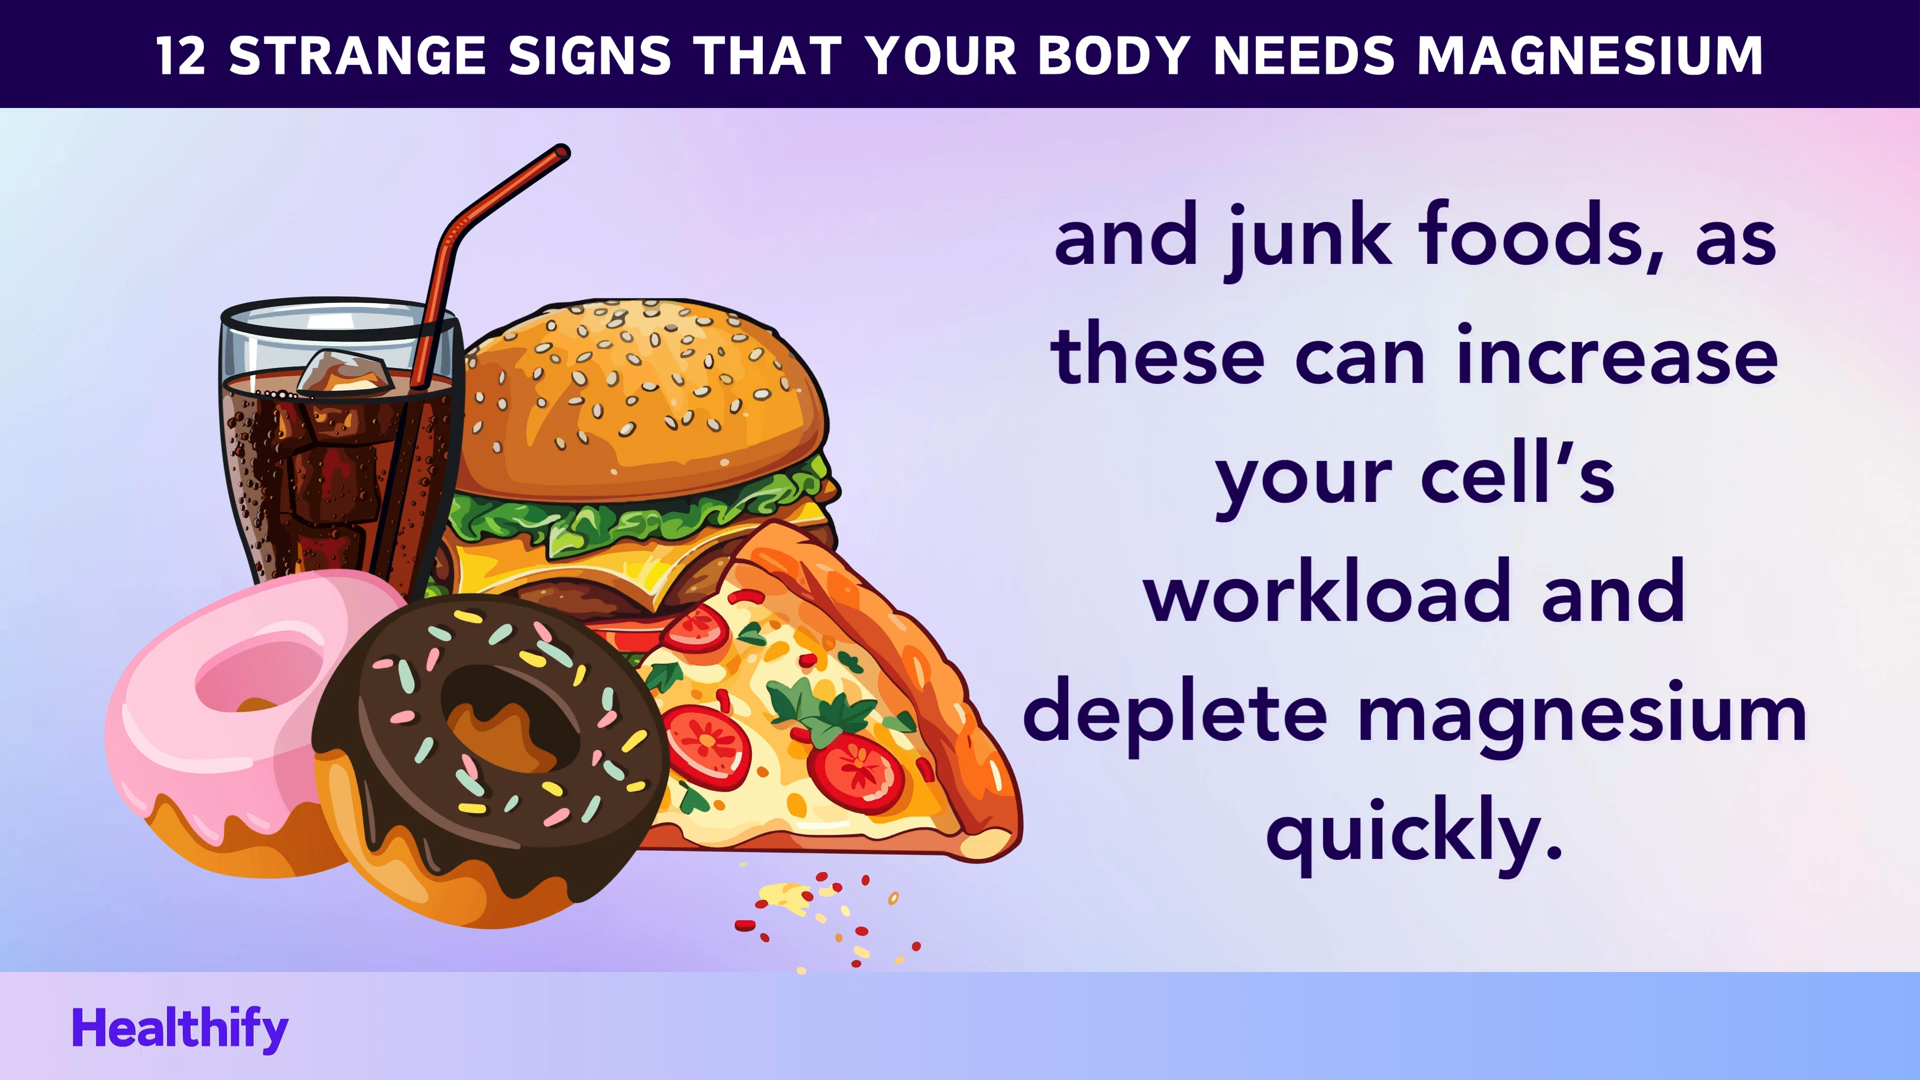 12 STRANGE SIGNS THAT YOUR BODY NEEDS MAGNESIUM
and junk foods, as
these can increase
your cell’s
workload and
deplete magnesium
quickly.
Healthify